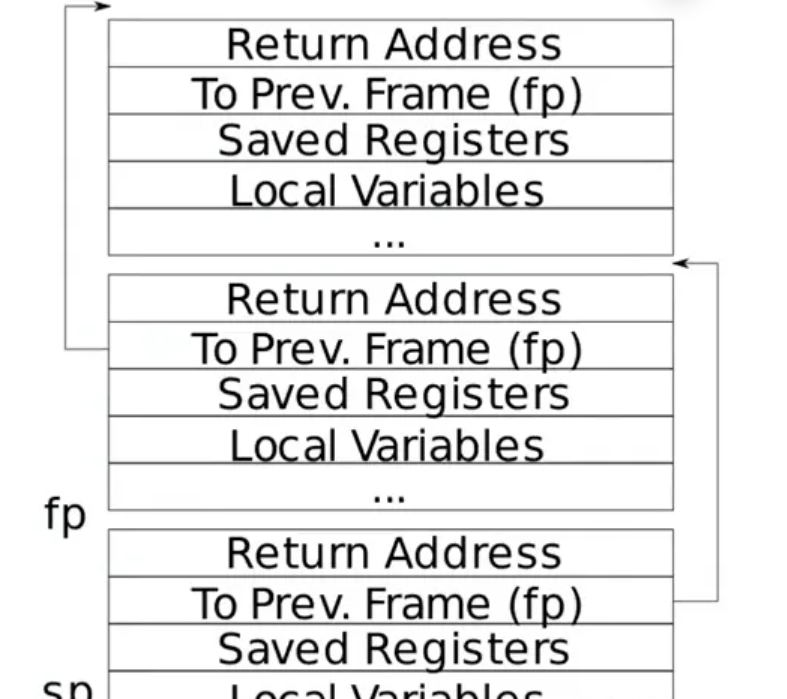 Return Address
To Prev. Frame (fp)
Saved Registers
Local Variables
...
Return Address
To Prev. Frame (fp)
Saved Registers
Local Variables
...
fp
Return Address
To Prev. Frame (fp)
Saved Registers
sp
Local Variables